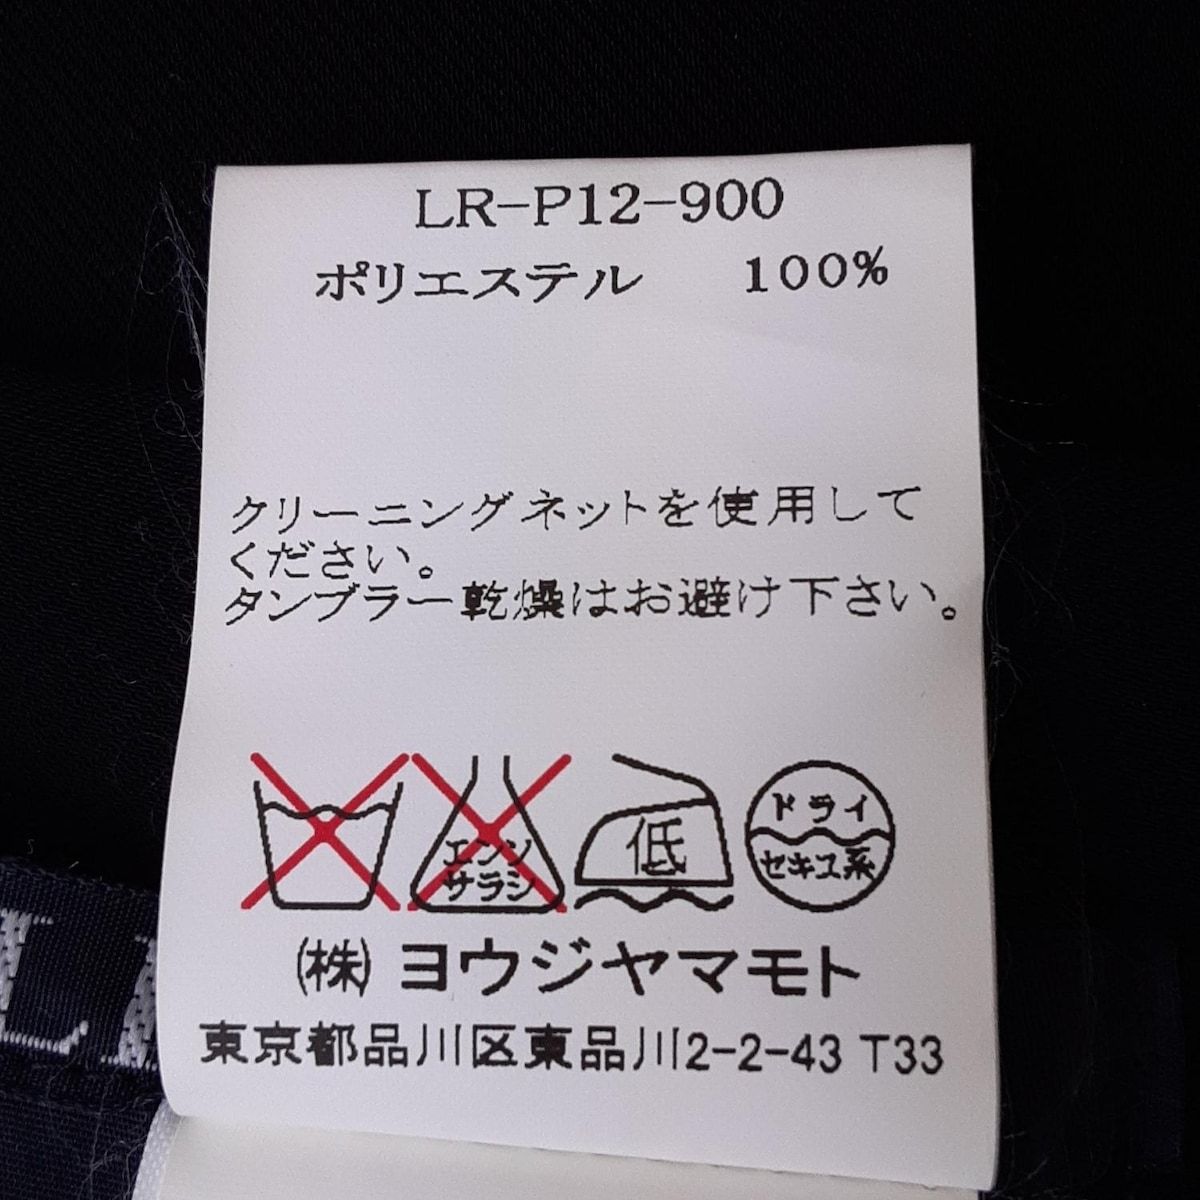 LR-P12-900
ポリエステル 100%
クリーニングネットを使用して
ください。
タンブラー乾燥はお避け下さい。
エンソ
サラシ
低
ドライ
セキユ系
(株)ヨウジヤマモト
東京都品川区東品川2-2-43 T33